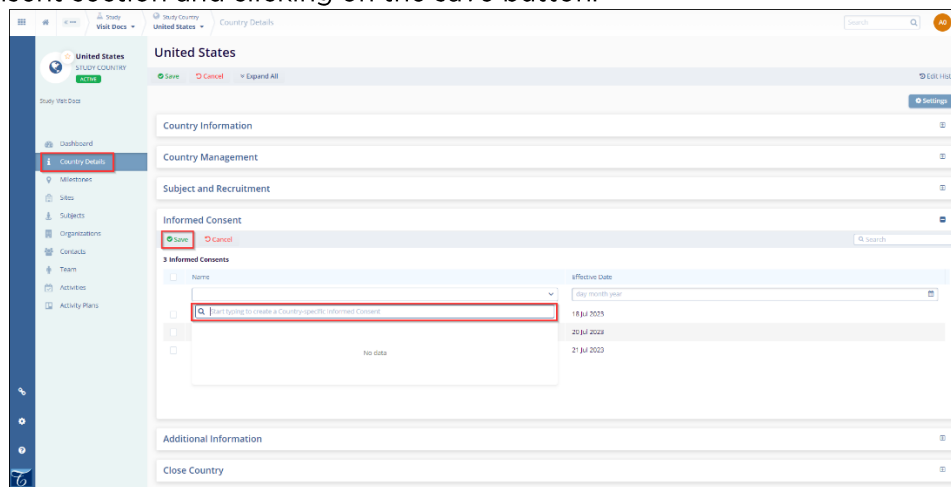 sent section and clicking on the save button.
Study
Visit Docs
Study Country
United States
Country Details
Search
AG
United States
STUDY COUNTRY
ACTIVE
Study Visit Docs
Dashboard
Country Details
Milestones
Sites
Subjects
Organizations
Contacts
Team
Activities
Activity Plans
United States
Save Cancel Expand All
Edit Hist
Settings
Country Information
Country Management
Subject and Recruitment
Informed Consent
Save Cancel
Search
3 Informed Consents
Name Effective Date
day month year
Start typing to create a Country-specific Informed Consent
18 Jul 2023
20 Jul 2023
No data
21 Jul 2023
Additional Information
Close Country